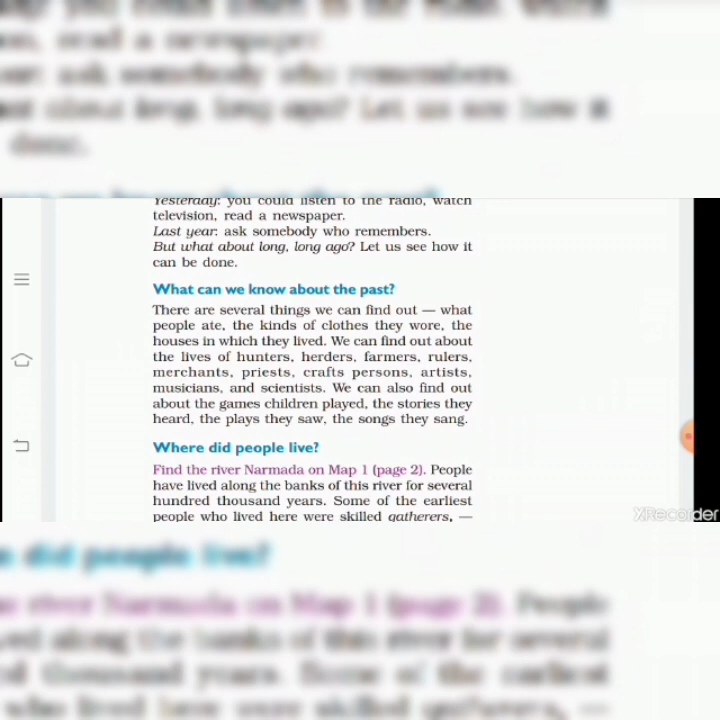 Yesterday: you could listen to the radio, watch
television, read a newspaper.
Last year: ask somebody who remembers.
But what about long, long ago? Let us see how it
can be done.
What can we know about the past?
There are several things we can find out — what
people ate, the kinds of clothes they wore, the
houses in which they lived. We can find out about
the lives of hunters, herders, farmers, rulers,
merchants, priests, crafts persons, artists,
musicians, and scientists. We can also find out
about the games children played, the stories they
heard, the plays they saw, the songs they sang.
Where did people live?
Find the river Narmada on Map 1 (page 2). People
have lived along the banks of this river for several
hundred thousand years. Some of the earliest
people who lived here were skilled gatherers, —
XRecorder